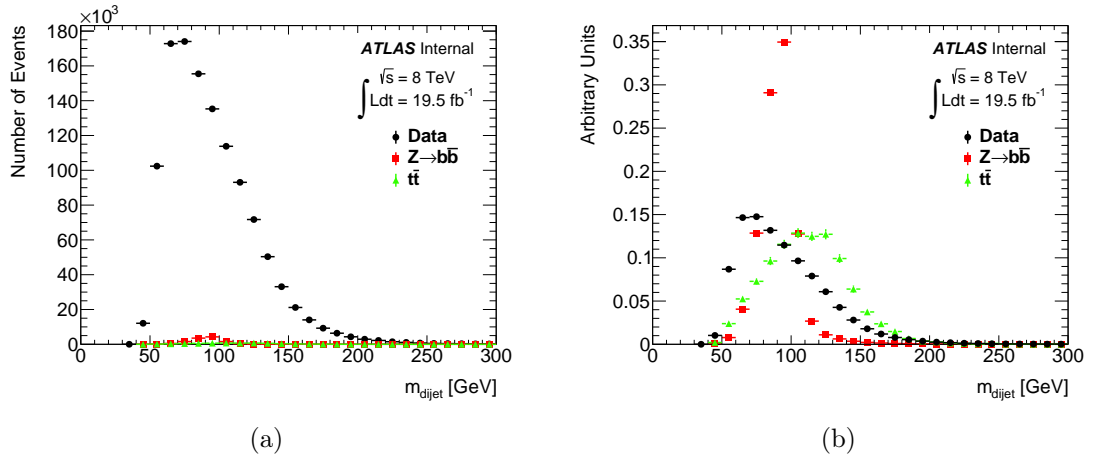 ×10³
Number of Events
180
160
140
120
100
80
60
40
20
0
0 50 100 150 200 250 300
m_dijet [GeV]
ATLAS Internal
√s = 8 TeV
∫Ldt = 19.5 fb⁻¹
Data
Z→bb̄
tt̄
(a)
Arbitrary Units
0.35
0.3
0.25
0.2
0.15
0.1
0.05
0
0 50 100 150 200 250 300
m_dijet [GeV]
ATLAS Internal
√s = 8 TeV
∫Ldt = 19.5 fb⁻¹
Data
Z→bb̄
tt̄
(b)